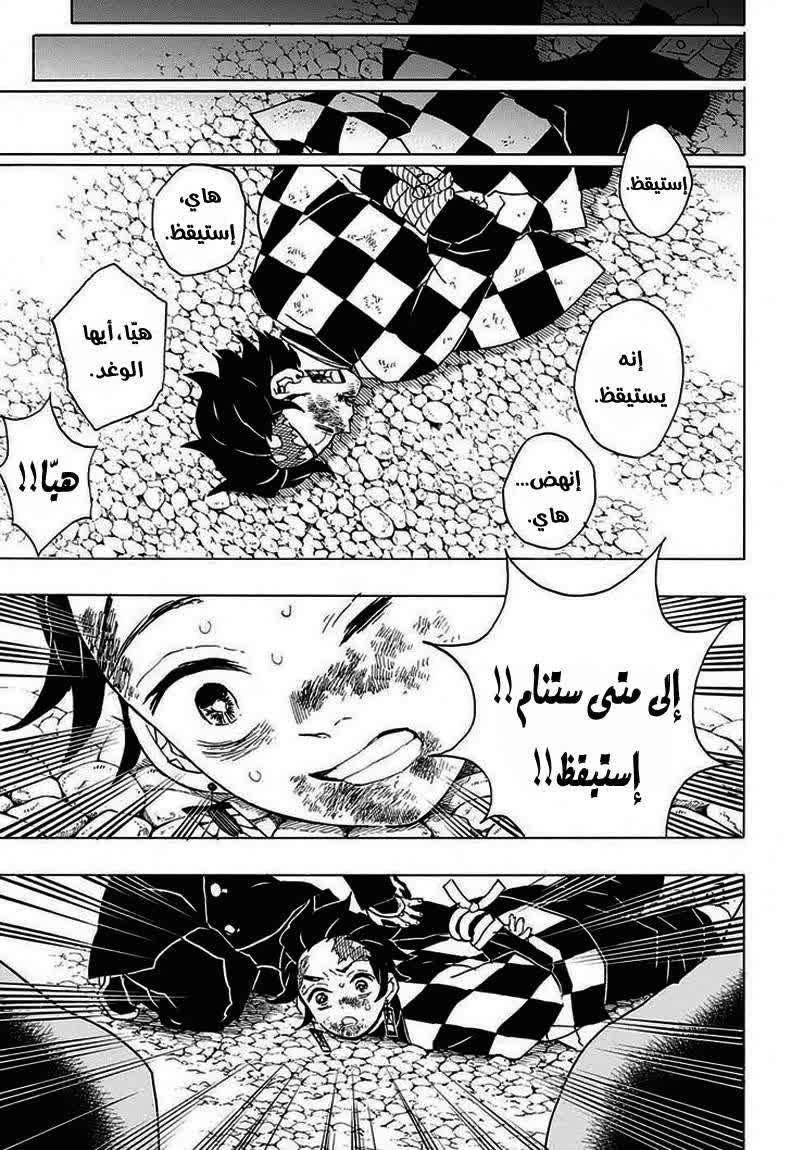 إستيقظ.
هاي،
إستيقظ.
إنه
يستيقظ.
هيّا، أيها
الوغد.
إنهض...
هاي.
هيّا!!
إلى متى ستنام!!
إستيقظ!!